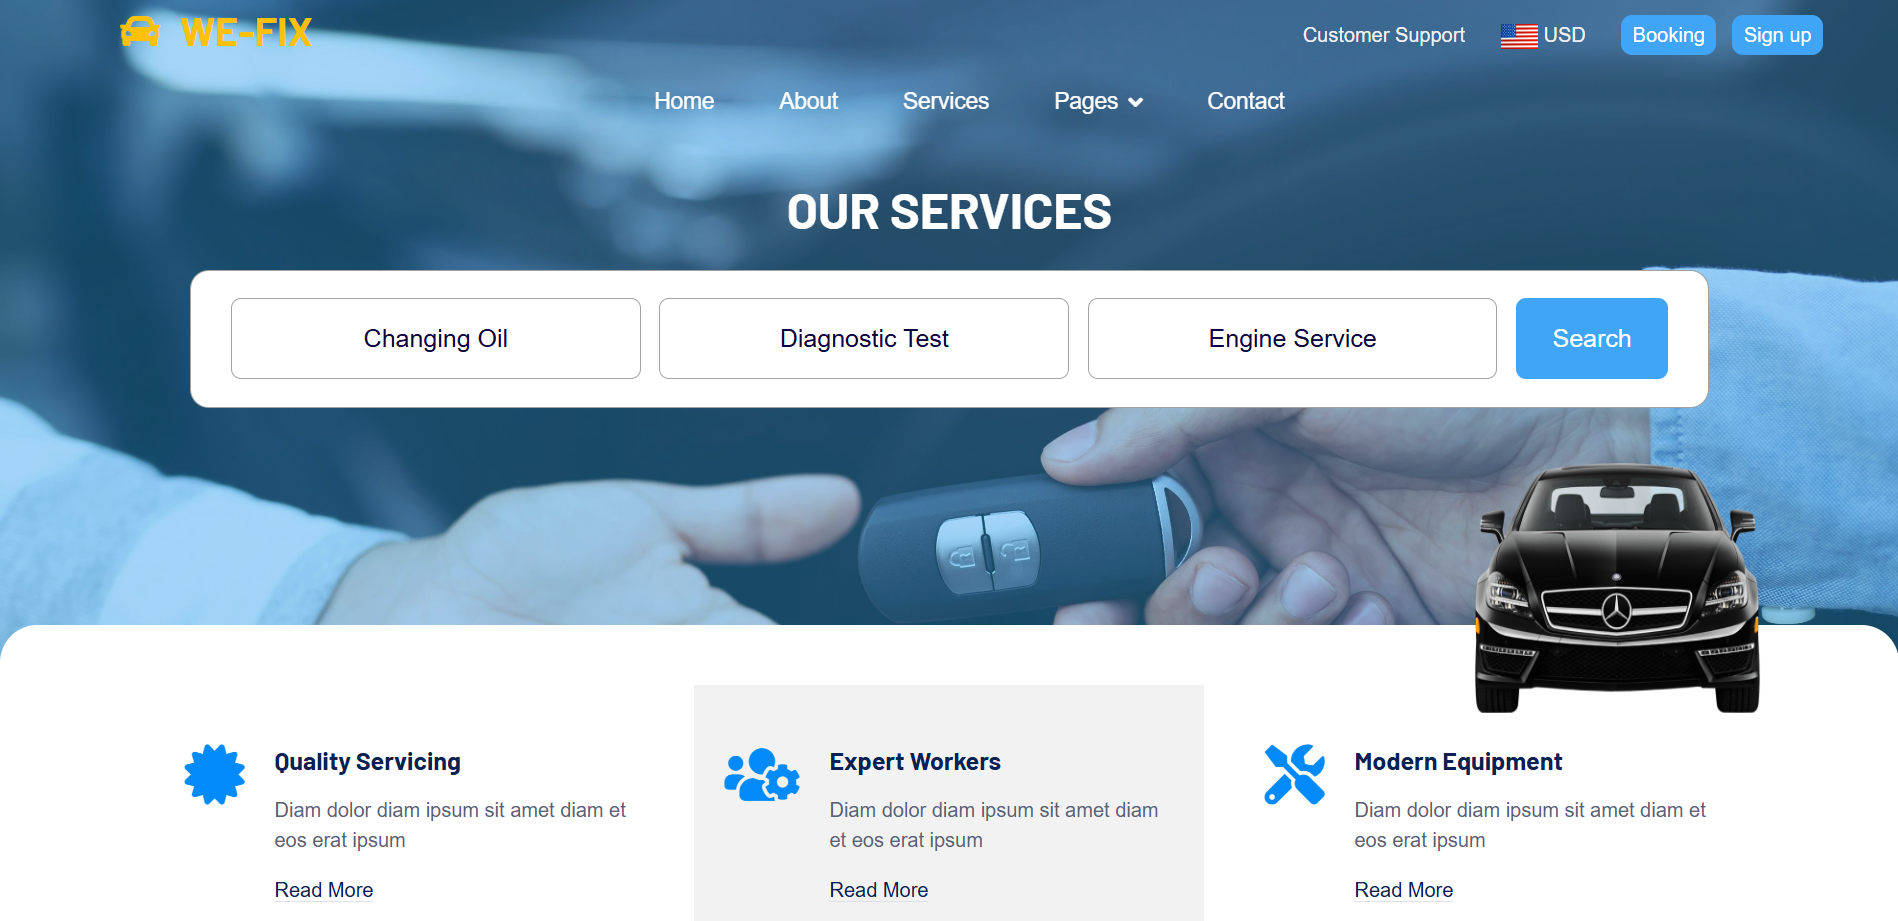 WE-FIX
Customer Support
USD
Booking
Sign up
Home
About
Services
Pages
Contact
OUR SERVICES
Changing Oil
Diagnostic Test
Engine Service
Search
Quality Servicing
Diam dolor diam ipsum sit amet diam et
eos erat ipsum
Read More
Expert Workers
Diam dolor diam ipsum sit amet diam
et eos erat ipsum
Read More
Modern Equipment
Diam dolor diam ipsum sit amet diam et
eos erat ipsum
Read More